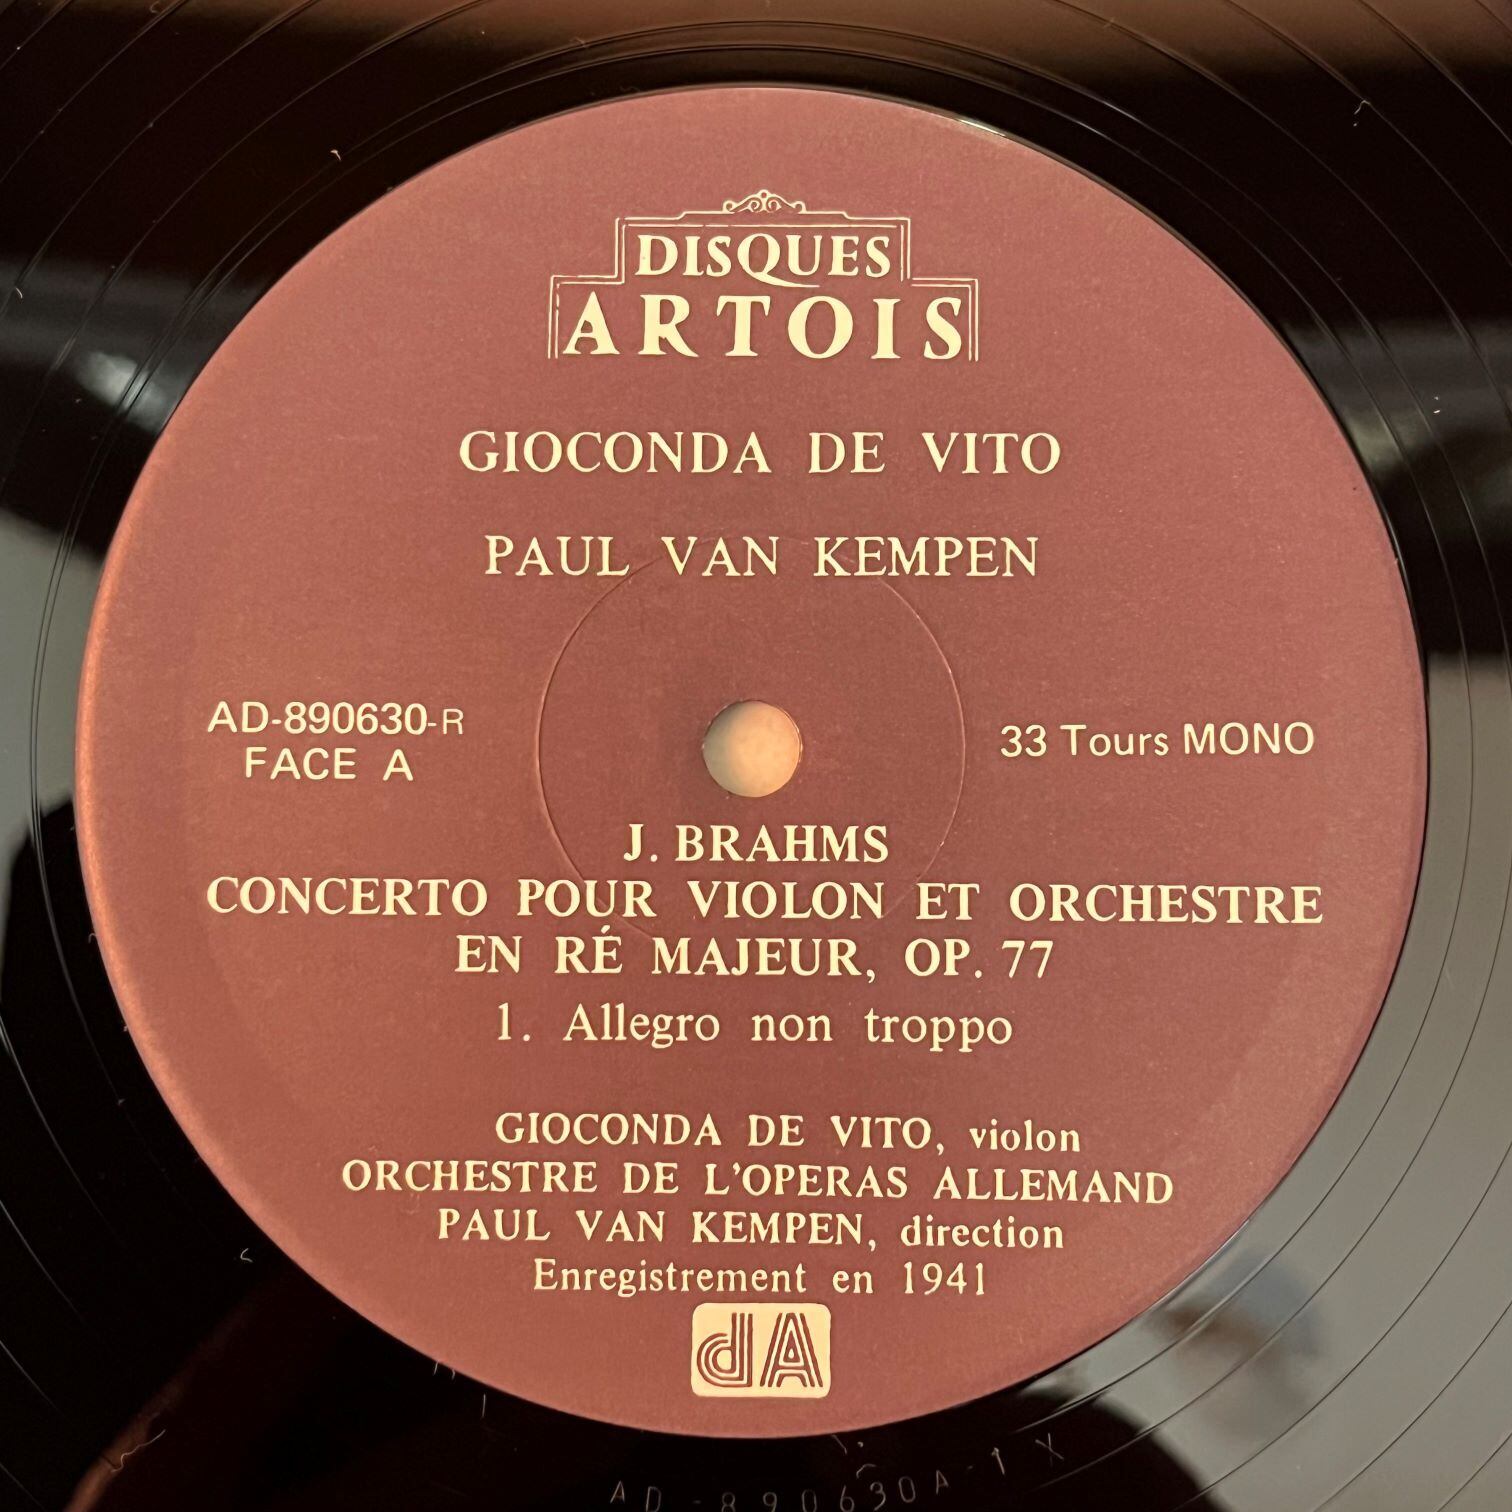 DISQUES
ARTOIS
GIOCONDA DE VITO
PAUL VAN KEMPEN
AD-890630-R
FACE A
33 Tours MONO
J. BRAHMS
CONCERTO POUR VIOLON ET ORCHESTRE
EN RÉ MAJEUR, OP. 77
1. Allegro non troppo
GIOCONDA DE VITO, violon
ORCHESTRE DE L'OPERAS ALLEMAND
PAUL VAN KEMPEN, direction
Enregistrement en 1941
dA
AD-890630A-1 X